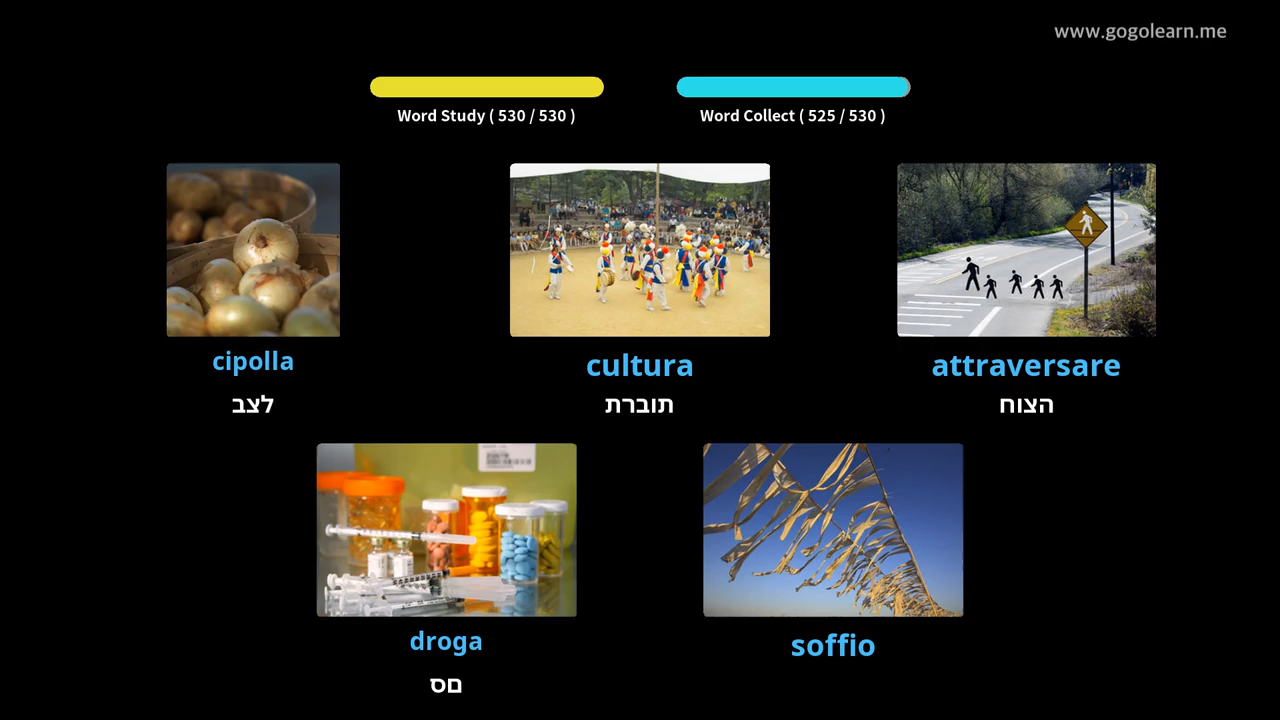 www.gogolearn.me
Word Study ( 530 / 530 )
Word Collect ( 525 / 530 )
cipolla
לצב
cultura
תוברת
attraversare
הצוח
droga
םס
soffio